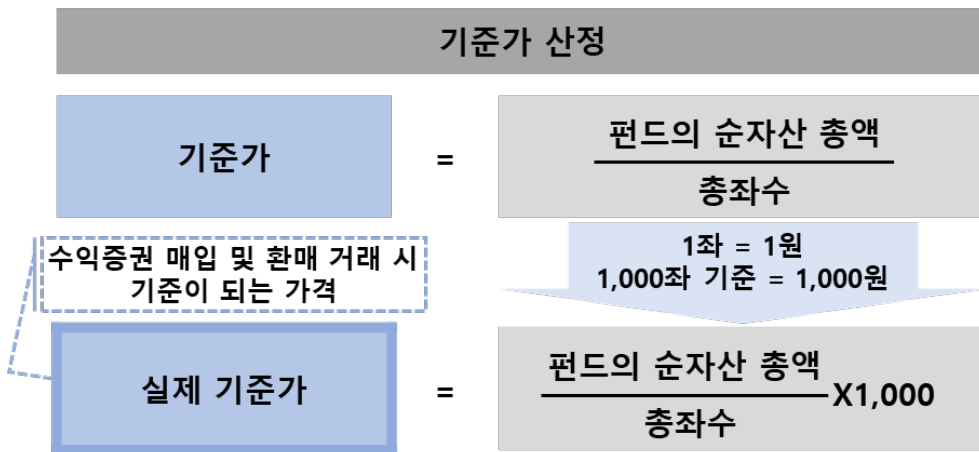 기준가 산정
기준가
=
펀드의 순자산 총액
총좌수
수익증권 매입 및 환매 거래 시
기준이 되는 가격
1좌 = 1원
1,000좌 기준 = 1,000원
실제 기준가
=
펀드의 순자산 총액
총좌수
X1,000